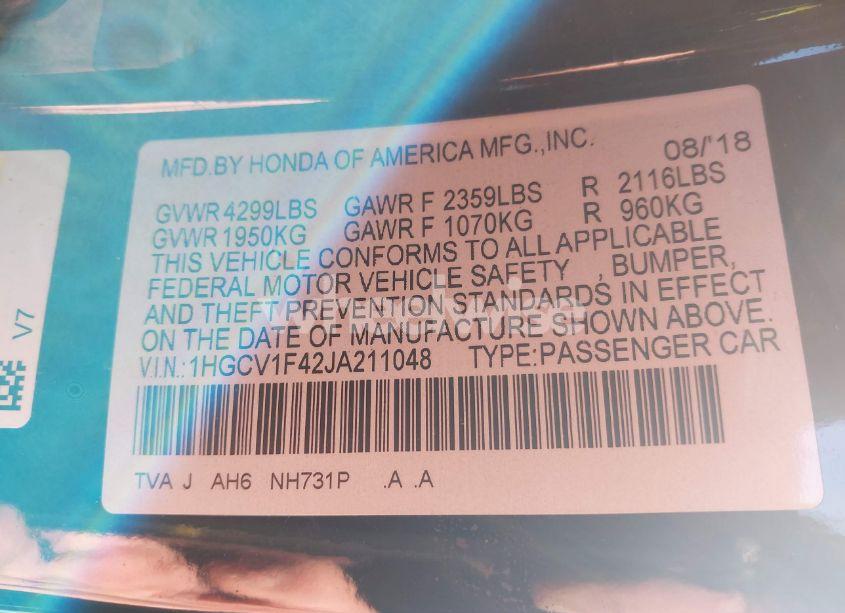 MFD.BY HONDA OF AMERICA MFG.,INC. 08/'18
GVWR 4299LBS GAWR F 2359LBS R 2116LBS
GVWR 1950KG GAWR F 1070KG R 960KG
THIS VEHICLE CONFORMS TO ALL APPLICABLE
FEDERAL MOTOR VEHICLE SAFETY , BUMPER,
AND THEFT PREVENTION STANDARDS IN EFFECT
ON THE DATE OF MANUFACTURE SHOWN ABOVE.
V.I.N.:1HGCV1F42JA211048 TYPE:PASSENGER CAR
TVA J AH6 NH731P .A .A
V7